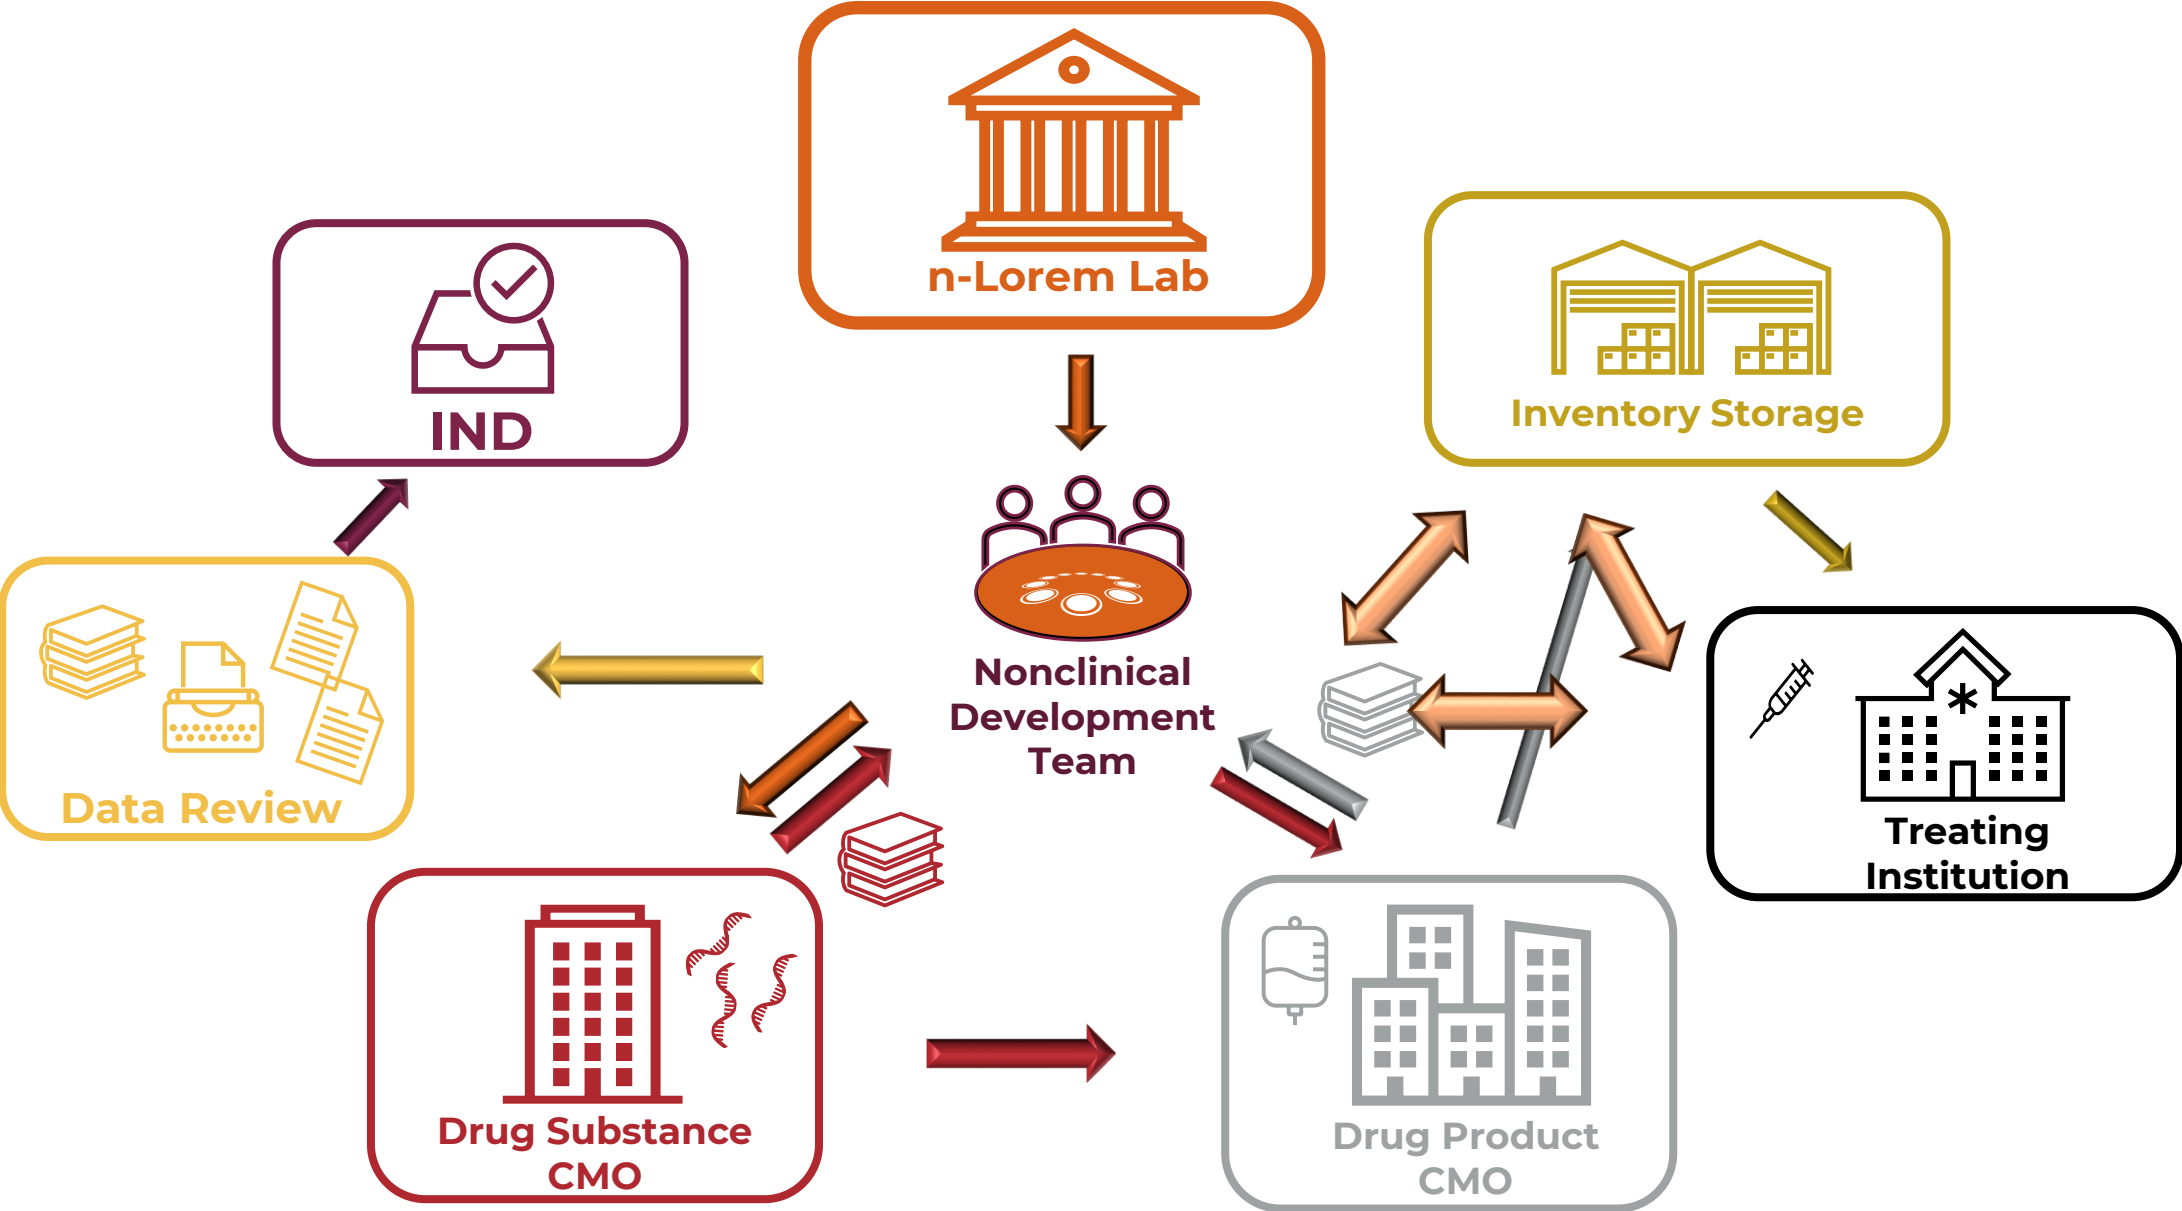 n-Lorem Lab
IND
Inventory Storage
Nonclinical
Development
Team
Data Review
Treating
Institution
Drug Substance
CMO
Drug Product
CMO